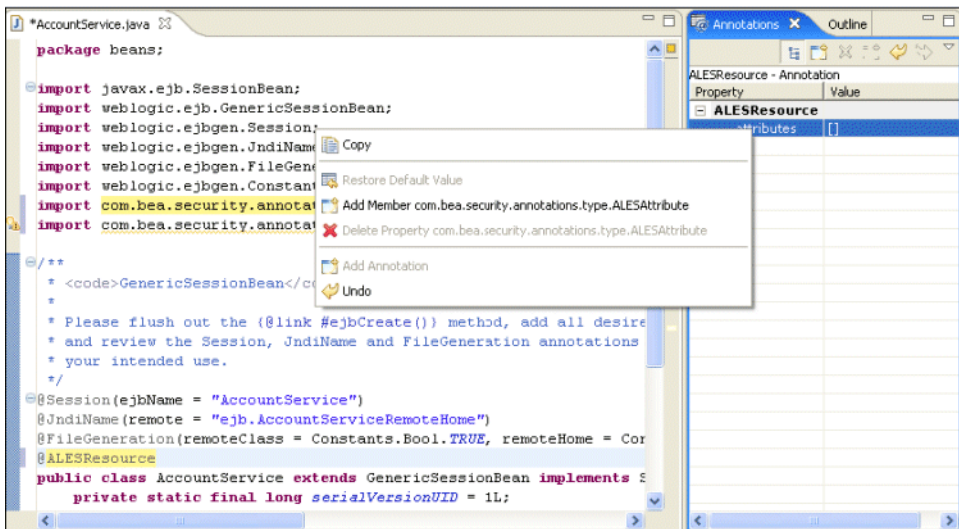 *AccountService.java
package beans;
import javax.ejb.SessionBean;
import weblogic.ejb.GenericSessionBean;
import weblogic.ejbgen.Session;
import weblogic.ejbgen.JndiName
import weblogic.ejbgen.FileGene
import weblogic.ejbgen.Constant
import com.bea.security.annotat
import com.bea.security.annotat
/**
* <code>GenericSessionBean</co
*
* Please flush out the {@link #ejbCreate()} method, add all desire
* and review the Session, JndiName and FileGeneration annotations
* your intended use.
*/
@Session(ejbName = "AccountService")
@JndiName(remote = "ejb.AccountServiceRemoteHome")
@FileGeneration(remoteClass = Constants.Bool.TRUE, remoteHome = Con
@ALESResource
public class AccountService extends GenericSessionBean implements S
private static final long serialVersionUID = 1L;
Copy
Restore Default Value
Add Member com.bea.security.annotations.type.ALESAttribute
Delete Property com.bea.security.annotations.type.ALESAttribute
Add Annotation
Undo
Annotations Outline
ALESResource - Annotation
Property Value
ALESResource
attributes []